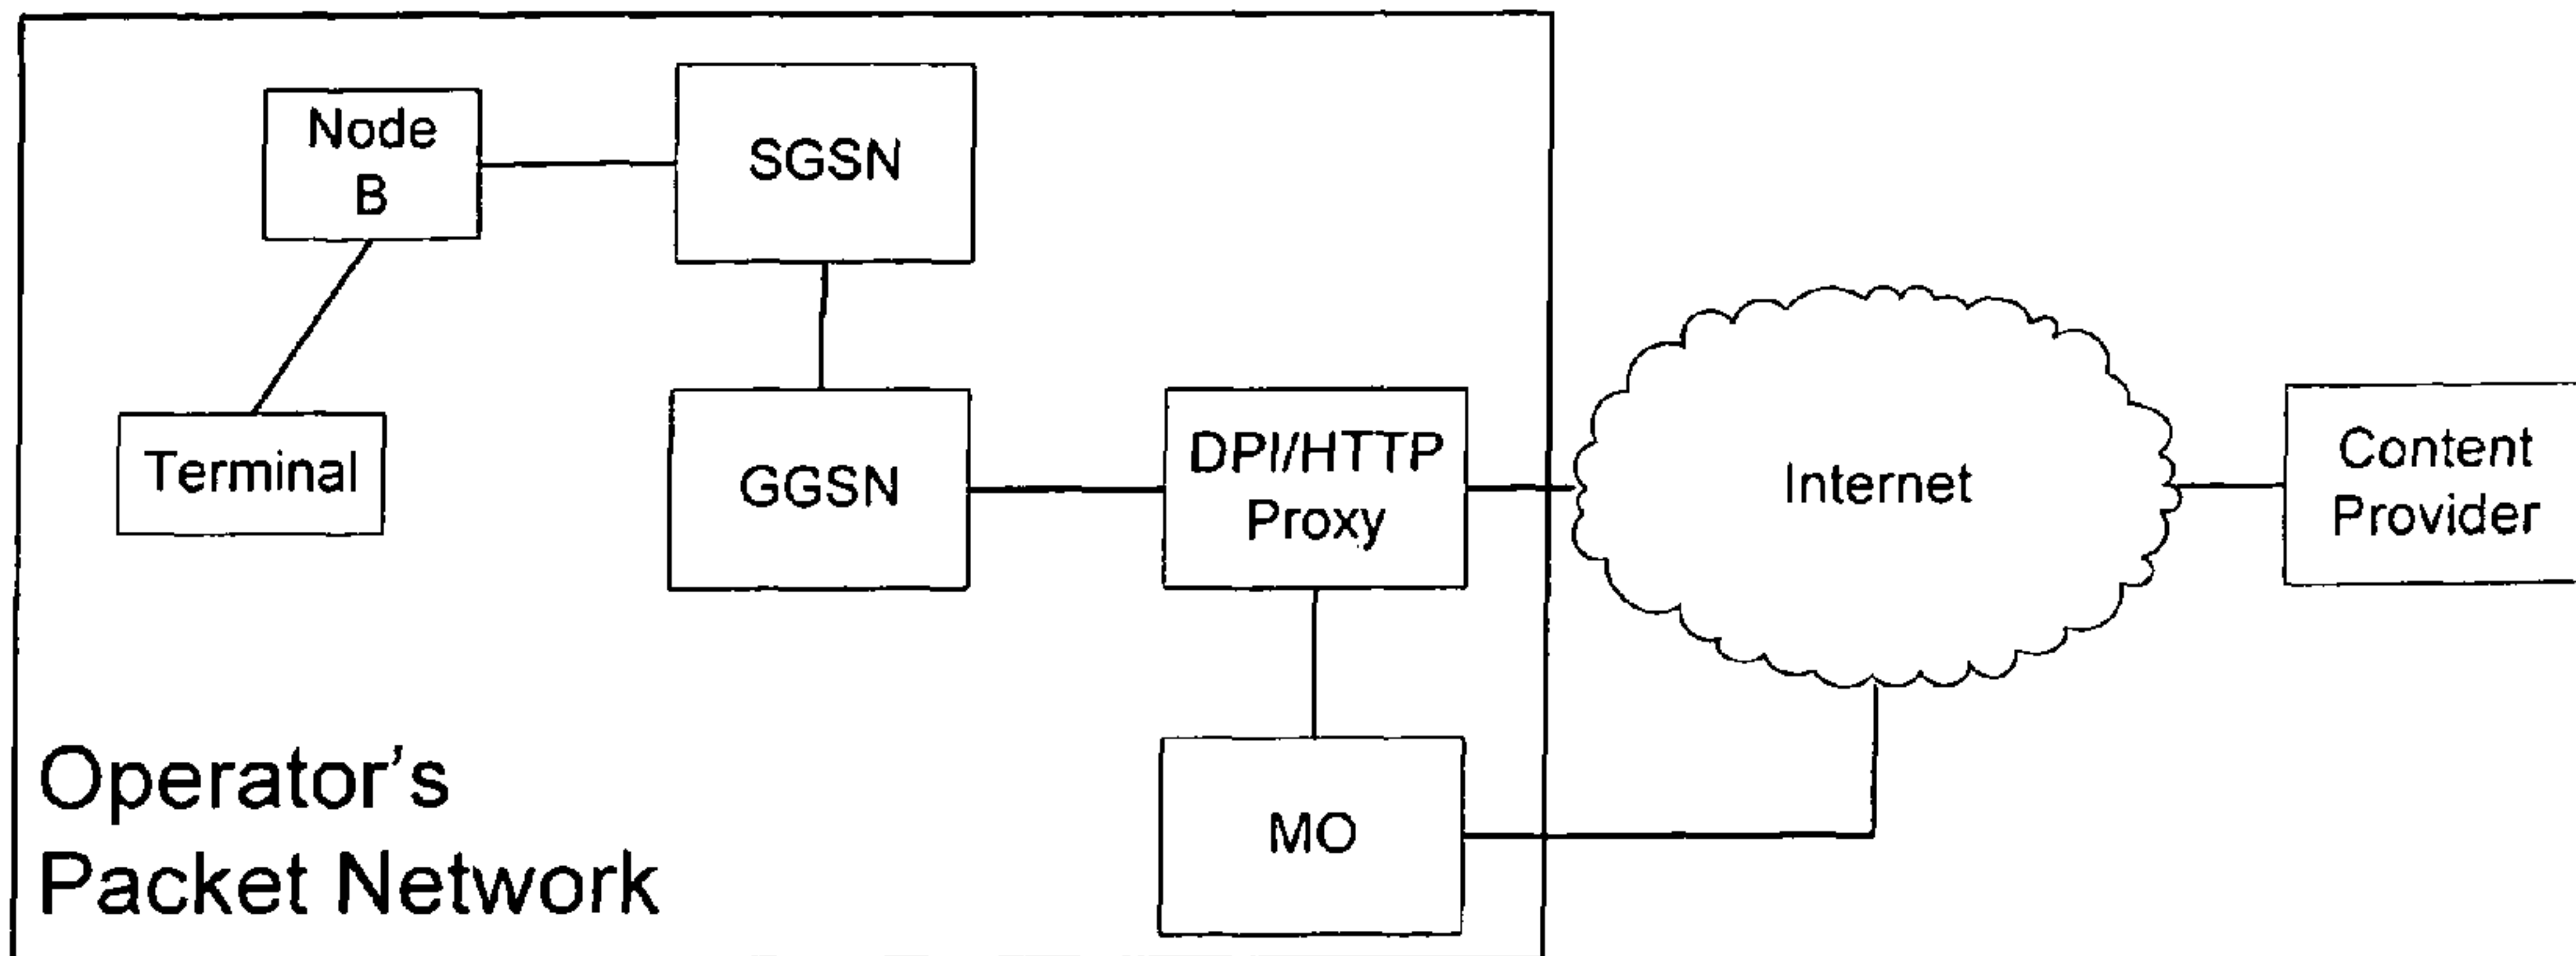 Node
B
SGSN
Terminal
GGSN
DPI/HTTP
Proxy
Internet
Content
Provider
MO
Operator's
Packet Network